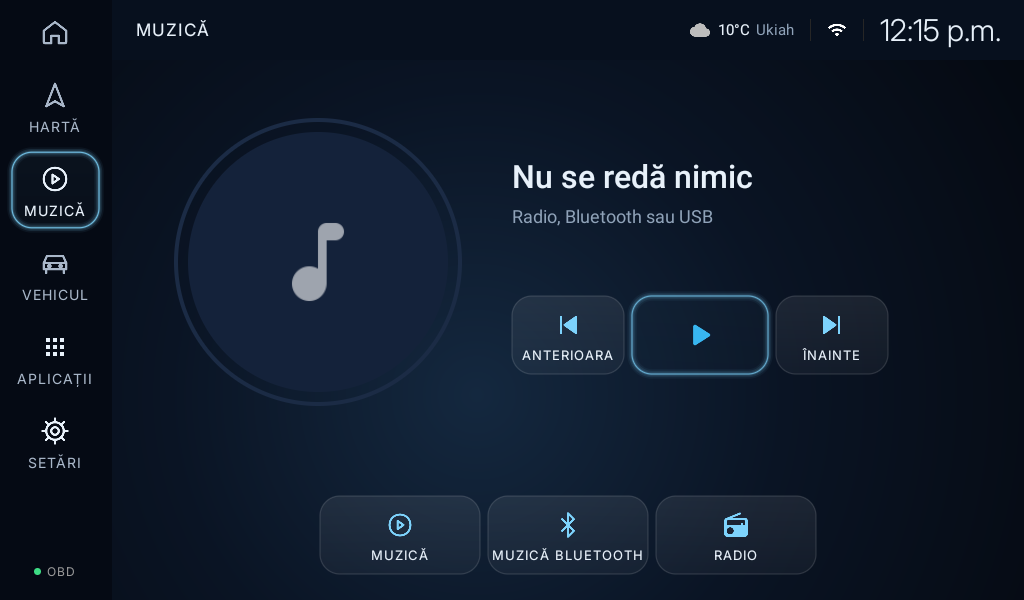 MUZICĂ
10°C Ukiah
12:15 p.m.
HARTĂ
MUZICĂ
VEHICUL
APLICAȚII
SETĂRI
OBD
Nu se redă nimic
Radio, Bluetooth sau USB
ANTERIOARA
ÎNAINTE
MUZICĂ
MUZICĂ BLUETOOTH
RADIO